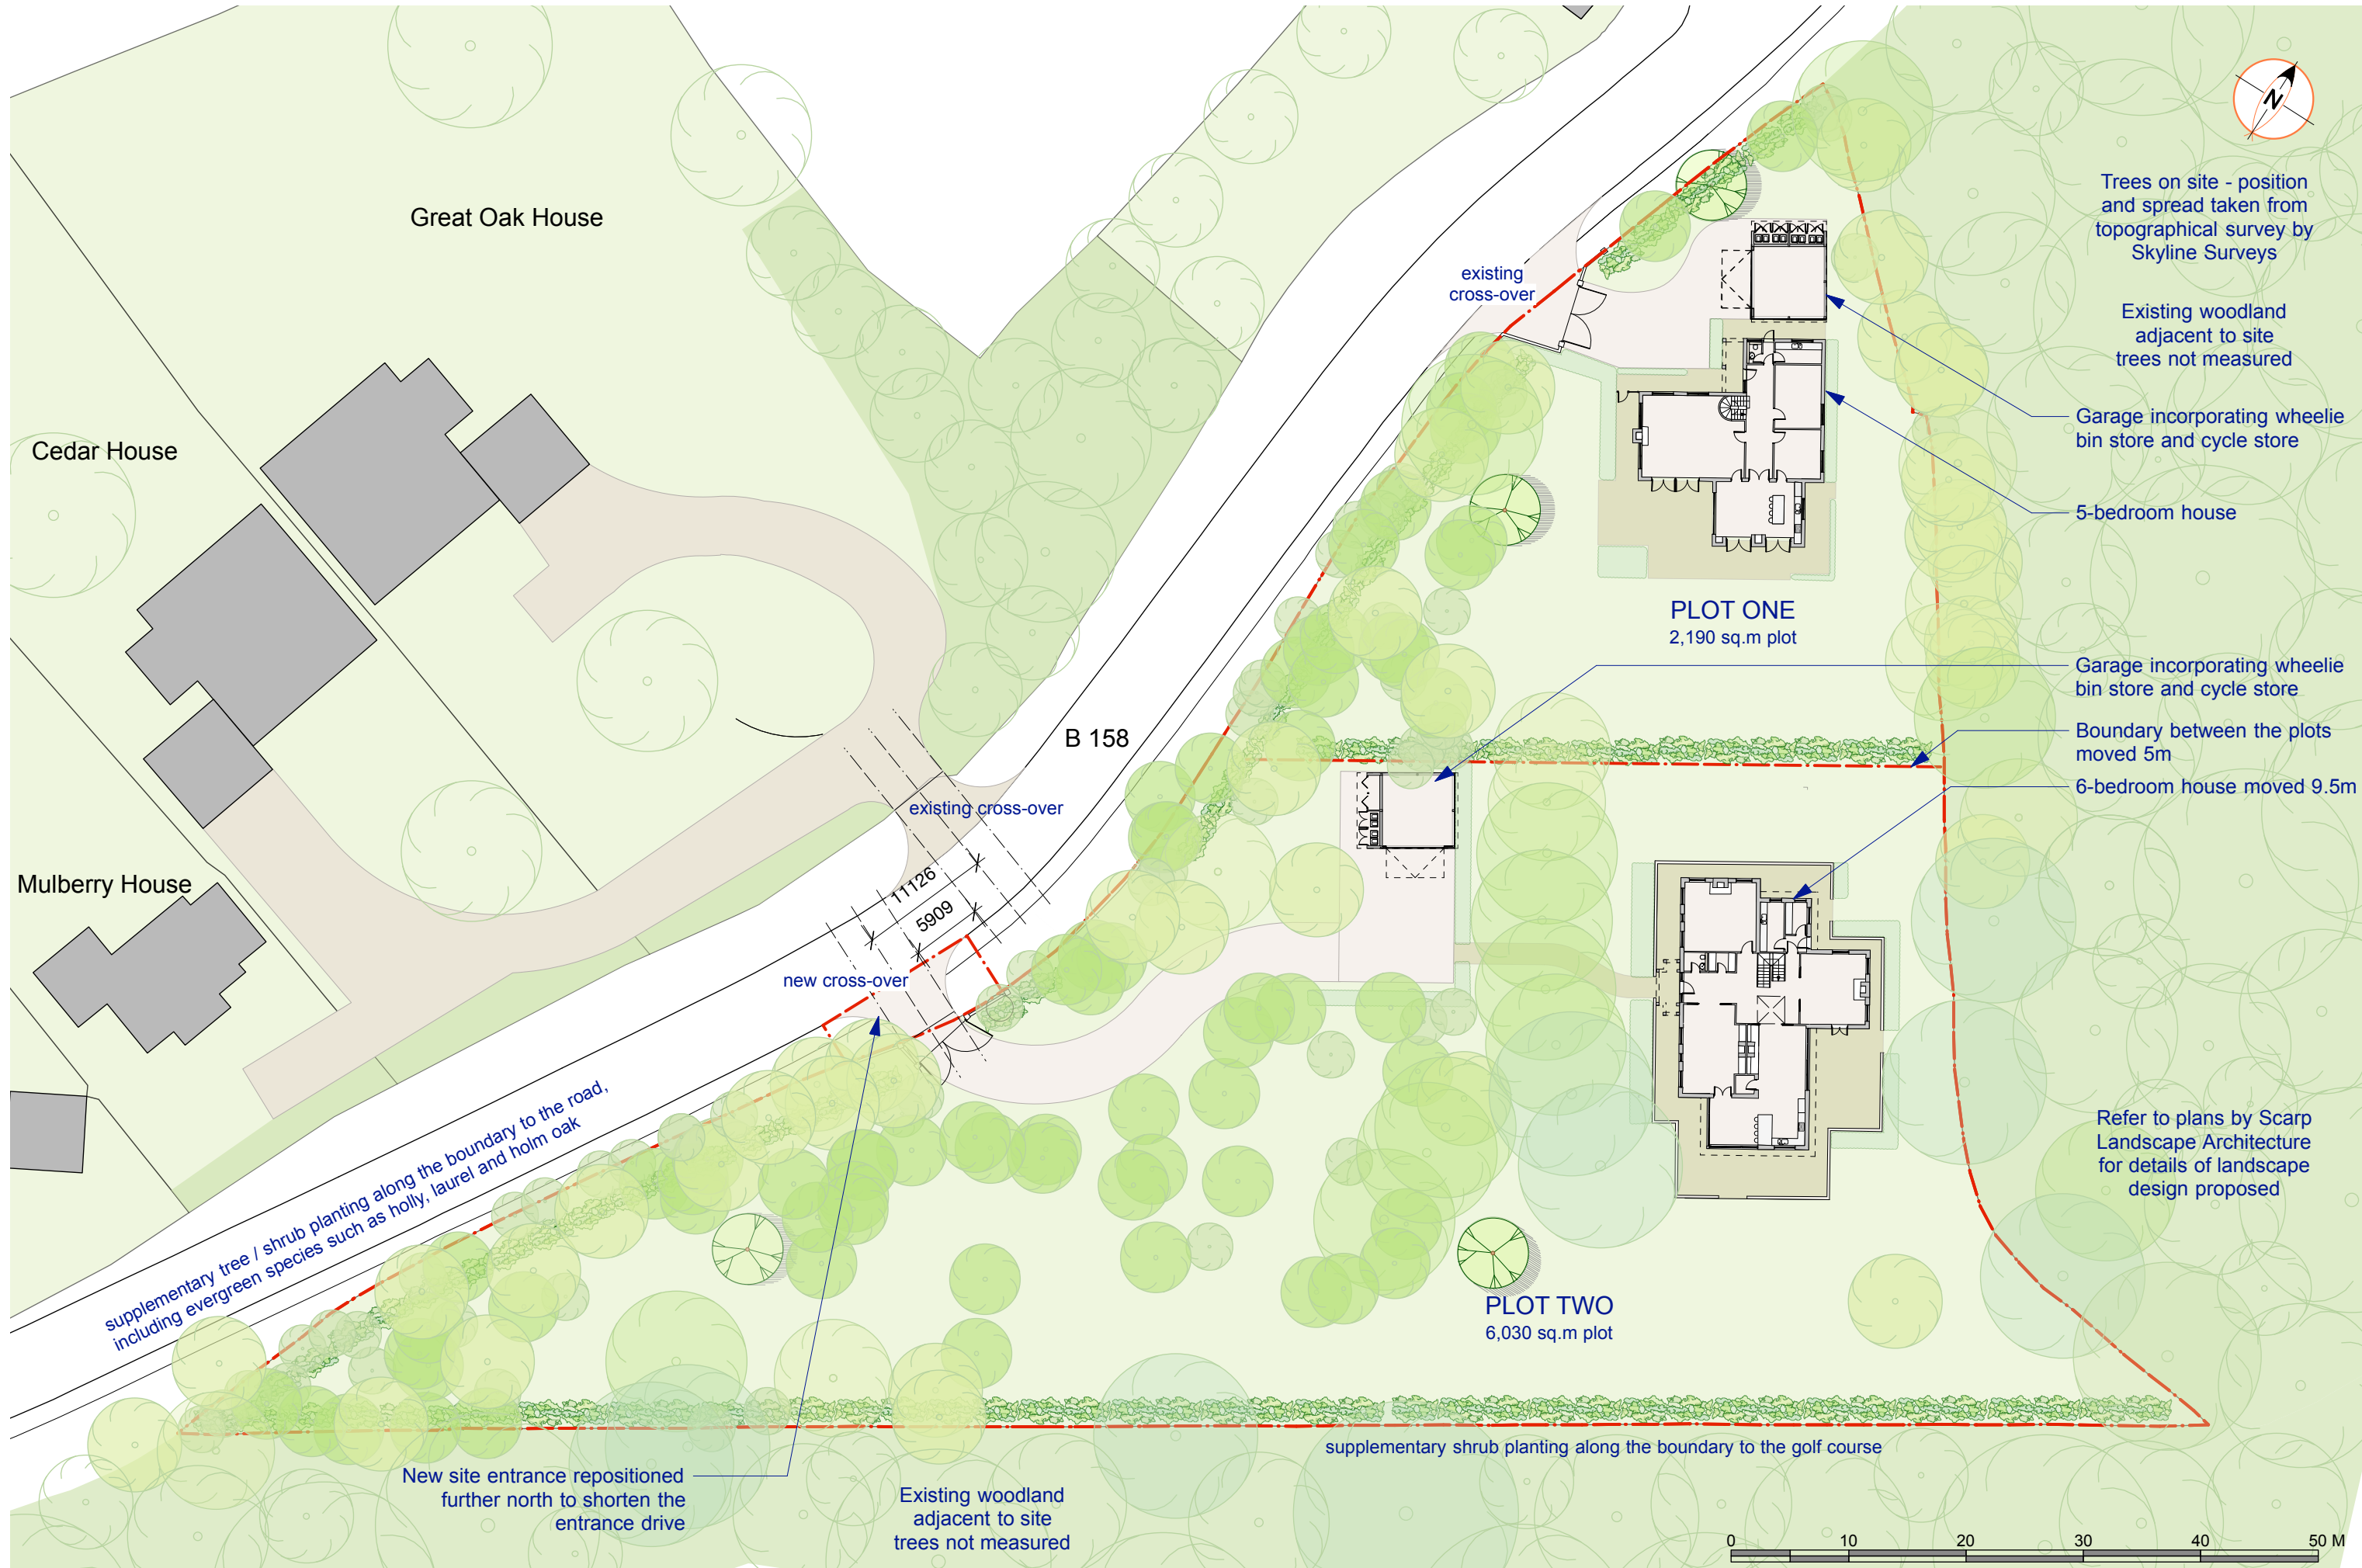 N
Trees on site - position
and spread taken from
topographical survey by
Skyline Surveys
Great Oak House
existing
cross-over
Existing woodland
adjacent to site
trees not measured
Garage incorporating wheelie
bin store and cycle store
Cedar House
5-bedroom house
PLOT ONE
2,190 sq.m plot
Garage incorporating wheelie
bin store and cycle store
B 158
Boundary between the plots
moved 5m
6-bedroom house moved 9.5m
existing cross-over
Mulberry House
11126
5909
new cross-over
supplementary tree / shrub planting along the boundary to the road,
including evergreen species such as holly, laurel and holm oak
Refer to plans by Scarp
Landscape Architecture
for details of landscape
design proposed
PLOT TWO
6,030 sq.m plot
supplementary shrub planting along the boundary to the golf course
New site entrance repositioned
further north to shorten the
entrance drive
Existing woodland
adjacent to site
trees not measured
0 10 20 30 40 50 M